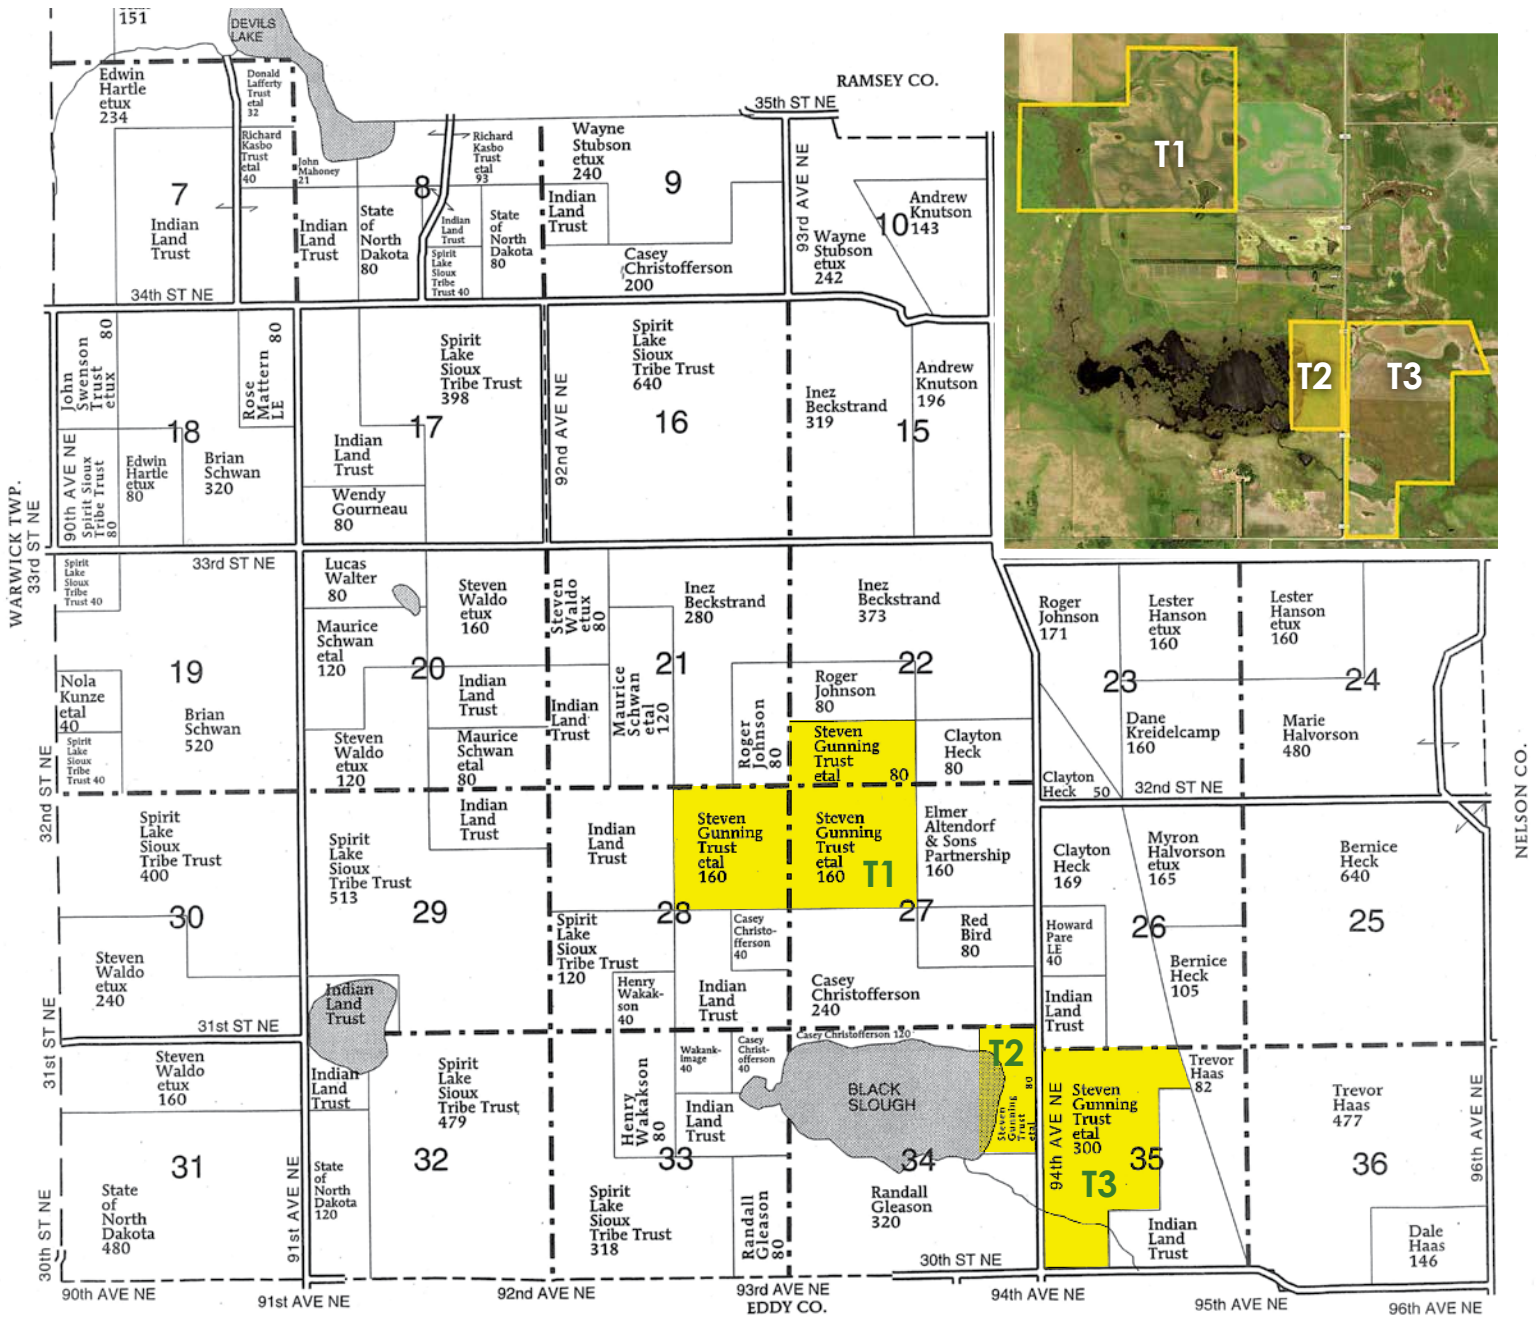 151
DEVILS
LAKE
RAMSEY CO.
35th ST NE
Edwin
Hartle
etux
234
Donald
Lafferty
Trust
etal
32
Richard
Kasbo
Trust
etal
40
John
Mahoney
21
7
Indian
Land
Trust
8
Indian
Land
Trust
State
of
North
Dakota
80
Richard
Kasbo
Trust
etal
93
Indian
Land
Trust
Spirit
Lake
Sioux
Tribe
Trust 40
State
of
North
Dakota
80
Wayne
Stubson
etux
240
Indian
Land
Trust
9
Casey
Christofferson
200
93rd AVE NE
Wayne
Stubson
etux
242
10
Andrew
Knutson
143
34th ST NE
T1
T2
T3
John
Swenson
Trust
etux
80
Rose
Mattern
LE
80
18
90th AVE NE
Spirit Sioux
Tribe Trust
80
Edwin
Hartle
etux
80
Brian
Schwan
320
Spirit
Lake
Sioux
Tribe Trust
398
17
Indian
Land
Trust
Wendy
Gourneau
80
92nd AVE NE
Spirit
Lake
Sioux
Tribe Trust
640
16
Inez
Beckstrand
319
15
Andrew
Knutson
196
WARWICK TWP.
33rd ST NE
33rd ST NE
Spirit
Lake
Sioux
Tribe
Trust 40
19
Nola
Kunze
etal
40
Spirit
Lake
Sioux
Tribe
Trust 40
Brian
Schwan
520
Lucas
Walter
80
Maurice
Schwan
etal
120
Steven
Waldo
etux
160
20
Indian
Land
Trust
Steven
Waldo
etux
120
Maurice
Schwan
etal
80
Steven
Waldo
etux
80
Indian
Land
Trust
Maurice
Schwan
etal
120
21
Inez
Beckstrand
280
Roger
Johnson
80
Inez
Beckstrand
373
22
Roger
Johnson
80
Steven
Gunning
Trust
etal
80
Clayton
Heck
80
Roger
Johnson
171
Lester
Hanson
etux
160
23
Dane
Kreidelcamp
160
Clayton
Heck 50
32nd ST NE
Lester
Hanson
etux
160
24
Marie
Halvorson
480
NELSON CO.
32nd ST NE
Spirit
Lake
Sioux
Tribe Trust
400
30
Steven
Waldo
etux
240
31st ST NE
Indian
Land
Trust
Spirit
Lake
Sioux
Tribe Trust
513
29
Indian
Land
Trust
Indian
Land
Trust
Steven
Gunning
Trust
etal
160
28
Spirit
Lake
Sioux
Tribe Trust
120
Henry
Wakak-
son
40
Casey
Christo-
fferson
40
Indian
Land
Trust
Steven
Gunning
Trust
etal
160
T1
Elmer
Altendorf
& Sons
Partnership
160
27
Red
Bird
80
Casey
Christofferson
240
Clayton
Heck
169
Howard
Pare
LE
40
Indian
Land
Trust
Myron
Halvorson
etux
165
26
Bernice
Heck
105
Bernice
Heck
640
25
31st ST NE
Steven
Waldo
etux
160
31
State
of
North
Dakota
480
30th ST NE
91st AVE NE
Indian
Land
Trust
State
of
North
Dakota
120
Spirit
Lake
Sioux
Tribe Trust
479
32
Henry
Wakakson
80
Wakank-
image
40
Casey
Christ-
offerson
40
Indian
Land
Trust
33
Spirit
Lake
Sioux
Tribe Trust
318
Randall
Gleason
80
Casey Christofferson 120
BLACK
SLOUGH
34
T2
Steven
Gunning
Trust
etal
80
Randall
Gleason
320
30th ST NE
94th AVE NE
Steven
Gunning
Trust
etal
300
T3
35
Trevor
Haas
82
Indian
Land
Trust
Trevor
Haas
477
36
Dale
Haas
146
96th AVE NE
90th AVE NE
91st AVE NE
92nd AVE NE
93rd AVE NE
EDDY CO.
94th AVE NE
95th AVE NE
96th AVE NE